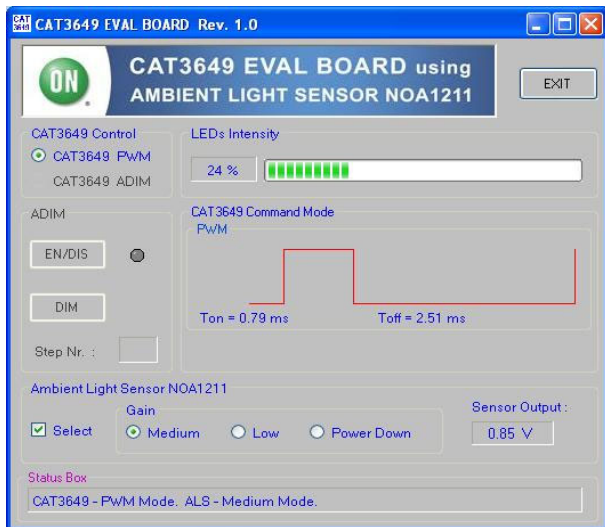 CAT 3649
CAT3649 EVAL BOARD Rev. 1.0
ON
CAT3649 EVAL BOARD using
AMBIENT LIGHT SENSOR NOA1211
EXIT
CAT3649 Control
CAT3649 PWM
CAT3649 ADIM
LEDs Intensity
24 %
ADIM
EN/DIS
DIM
Step Nr. :
CAT3649 Command Mode
PWM
Ton = 0.79 ms
Toff = 2.51 ms
Ambient Light Sensor NOA1211
Select
Gain
Medium
Low
Power Down
Sensor Output :
0.85 V
Status Box
CAT3649 - PWM Mode. ALS - Medium Mode.